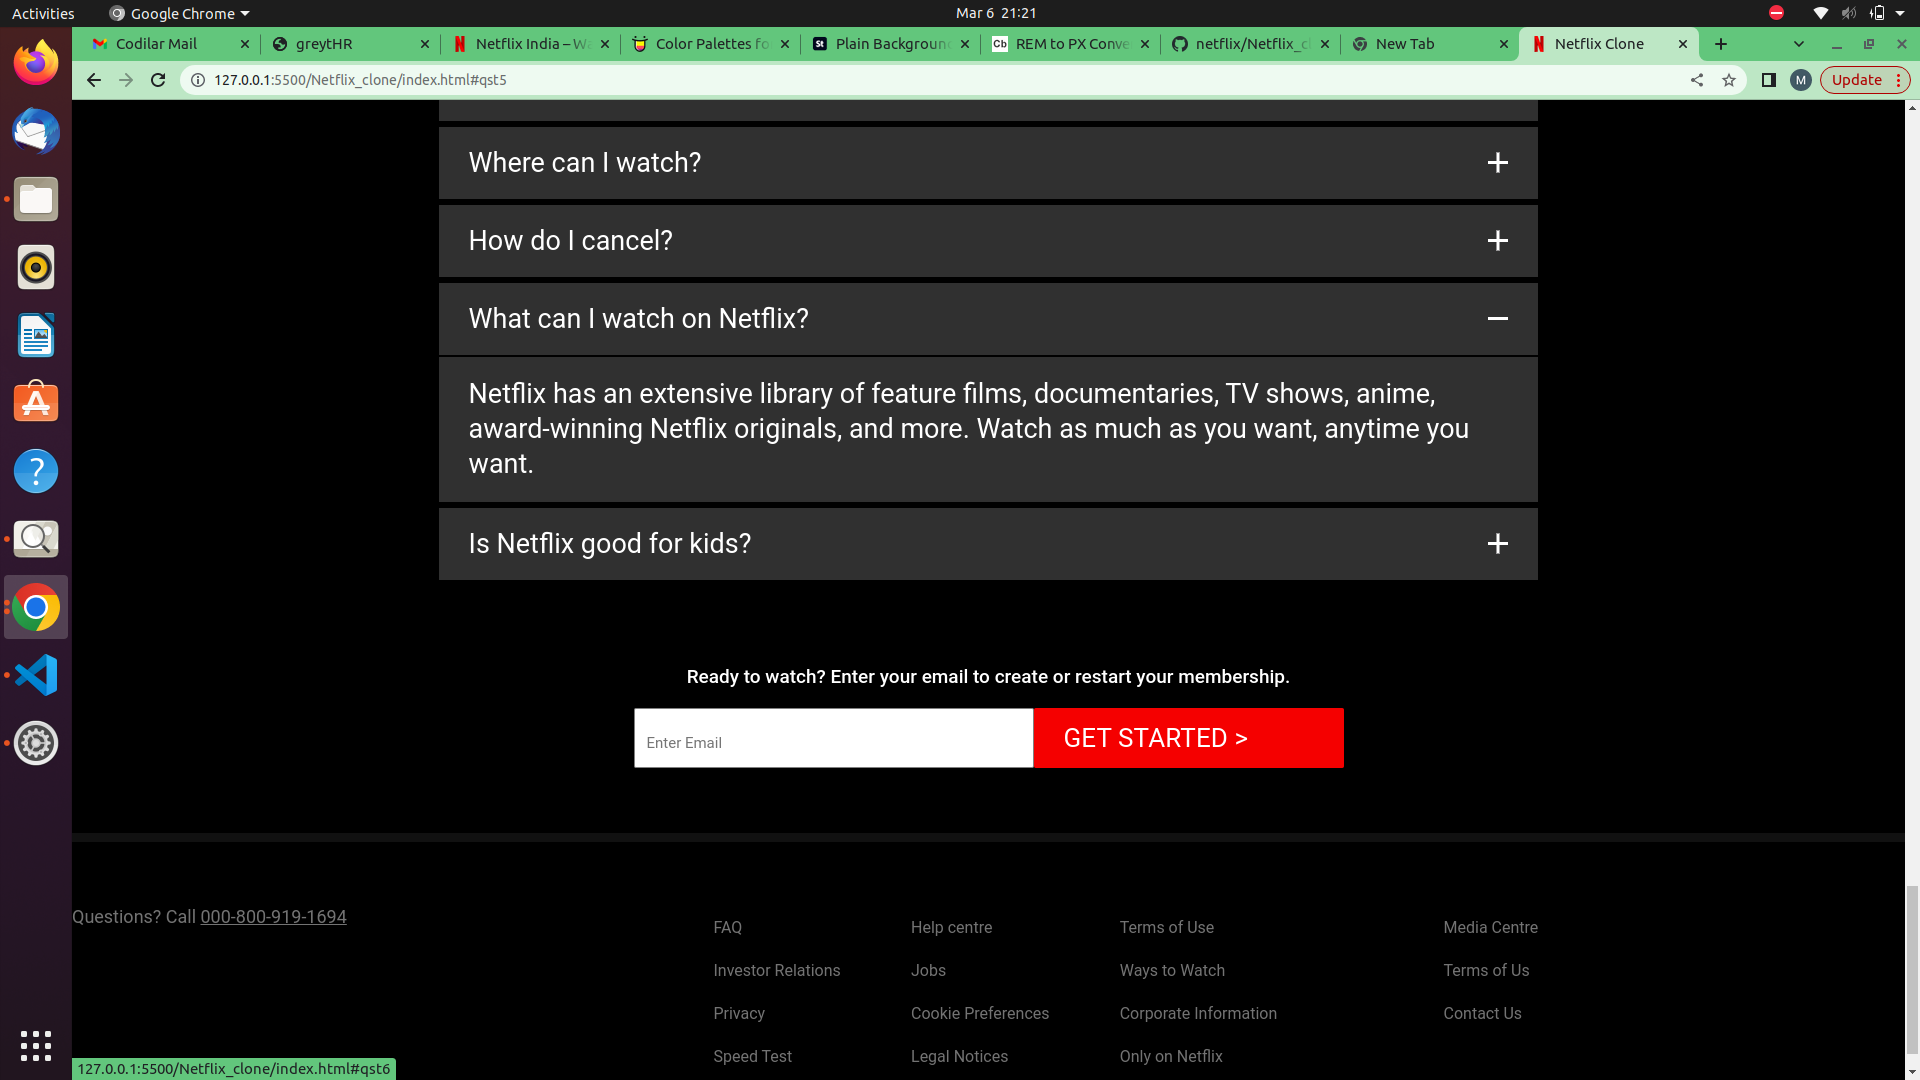 Activities
Google Chrome
Mar 6 21:21
Codilar Mail
greytHR
Netflix India – Wa
Color Palettes fo
Plain Background
REM to PX Conve
netflix/Netflix_cl
New Tab
Netflix Clone
127.0.0.1:5500/Netflix_clone/index.html#qst5
M
Update
Where can I watch?
How do I cancel?
What can I watch on Netflix?
Netflix has an extensive library of feature films, documentaries, TV shows, anime,
award-winning Netflix originals, and more. Watch as much as you want, anytime you
want.
Is Netflix good for kids?
Ready to watch? Enter your email to create or restart your membership.
Enter Email
GET STARTED >
Questions? Call 000-800-919-1694
FAQ
Help centre
Terms of Use
Media Centre
Investor Relations
Jobs
Ways to Watch
Terms of Us
Privacy
Cookie Preferences
Corporate Information
Contact Us
Speed Test
Legal Notices
Only on Netflix
127.0.0.1:5500/Netflix_clone/index.html#qst6